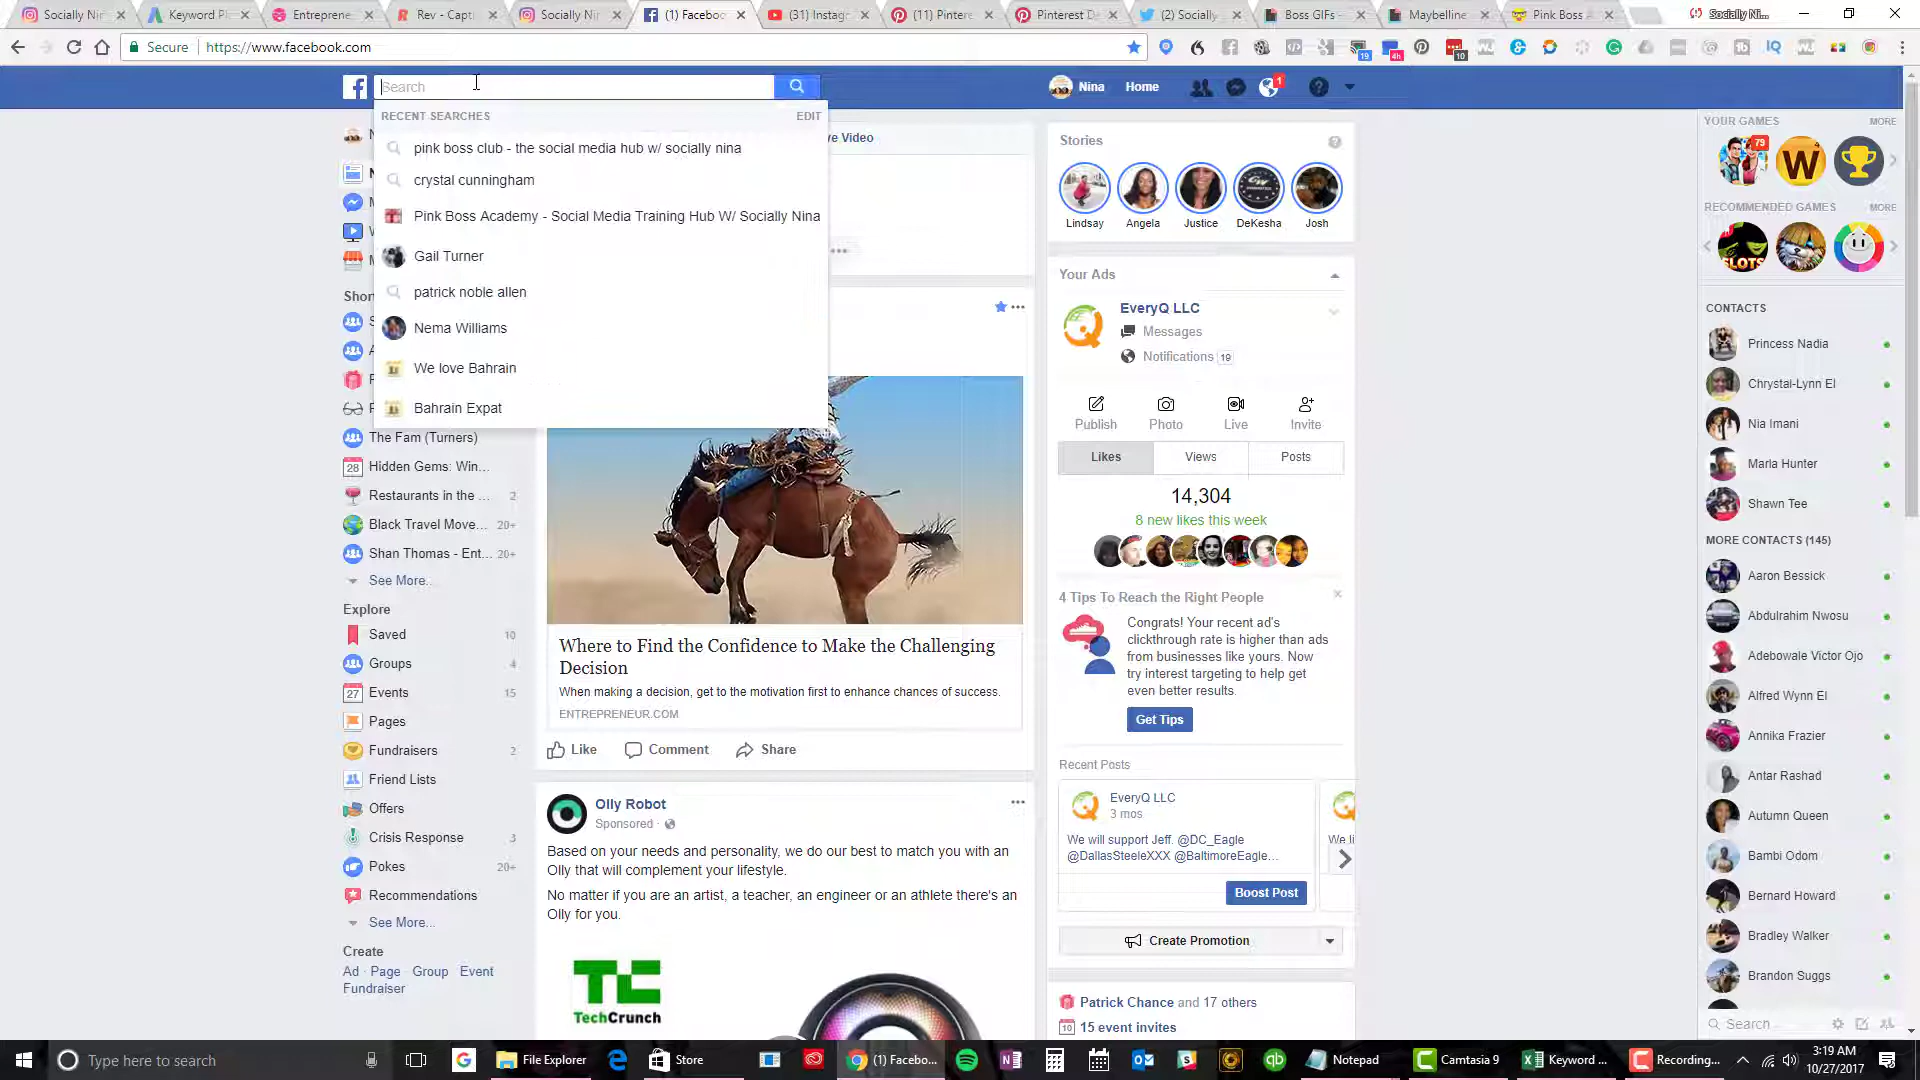 Socially Nin
Keyword Pl
Entreprene
Rev - Capti
Socially Nin
(1) Faceboo
(31) Instag
(11) Pintere
Pinterest D
(2) Socially
Boss GIFs -
Maybelline
Pink Boss A
Socially Ni...
Secure
https://www.facebook.com
Search
Nina
Home
1
RECENT SEARCHES
EDIT
pink boss club - the social media hub w/ socially nina
crystal cunningham
Pink Boss Academy - Social Media Training Hub W/ Socially Nina
Gail Turner
patrick noble allen
Nema Williams
We love Bahrain
Bahrain Expat
ve Video
Shor
The Fam (Turners)
Hidden Gems: Win...
Restaurants in the ... 2
Black Travel Move... 20+
Shan Thomas - Ent... 20+
See More...
Explore
Saved 10
Groups 4
Events 15
Pages
Fundraisers 2
Friend Lists
Offers
Crisis Response 3
Pokes 20+
Recommendations
See More...
Create
Ad · Page · Group · Event
Fundraiser
Where to Find the Confidence to Make the Challenging
Decision
When making a decision, get to the motivation first to enhance chances of success.
ENTREPRENEUR.COM
Like
Comment
Share
Olly Robot
Sponsored ·
Based on your needs and personality, we do our best to match you with an
Olly that will complement your lifestyle.
No matter if you are an artist, a teacher, an engineer or an athlete there's an
Olly for you.
TC
TechCrunch
Stories
Lindsay
Angela
Justice
DeKesha
Josh
Your Ads
EveryQ LLC
Messages
Notifications 19
Publish
Photo
Live
Invite
Likes
Views
Posts
14,304
8 new likes this week
4 Tips To Reach the Right People
Congrats! Your recent ad's
clickthrough rate is higher than ads
from businesses like yours. Now
try interest targeting to help get
even better results.
Get Tips
Recent Posts
EveryQ LLC
3 mos
We will support Jeff. @DC_Eagle
@DallasSteeleXXX @BaltimoreEagle...
We li
Boost Post
Create Promotion
Patrick Chance and 17 others
15 event invites
YOUR GAMES
MORE
79
RECOMMENDED GAMES
MORE
SLOTS
CONTACTS
Princess Nadia
Chrystal-Lynn El
Nia Imani
Marla Hunter
Shawn Tee
MORE CONTACTS (145)
Aaron Bessick
Abdulrahim Nwosu
Adebowale Victor Ojo
Alfred Wynn El
Annika Frazier
Antar Rashad
Autumn Queen
Bambi Odom
Bernard Howard
Bradley Walker
Brandon Suggs
Search
Type here to search
File Explorer
Store
(1) Facebo...
Notepad
Camtasia 9
Keyword ...
Recording...
3:19 AM
10/27/2017